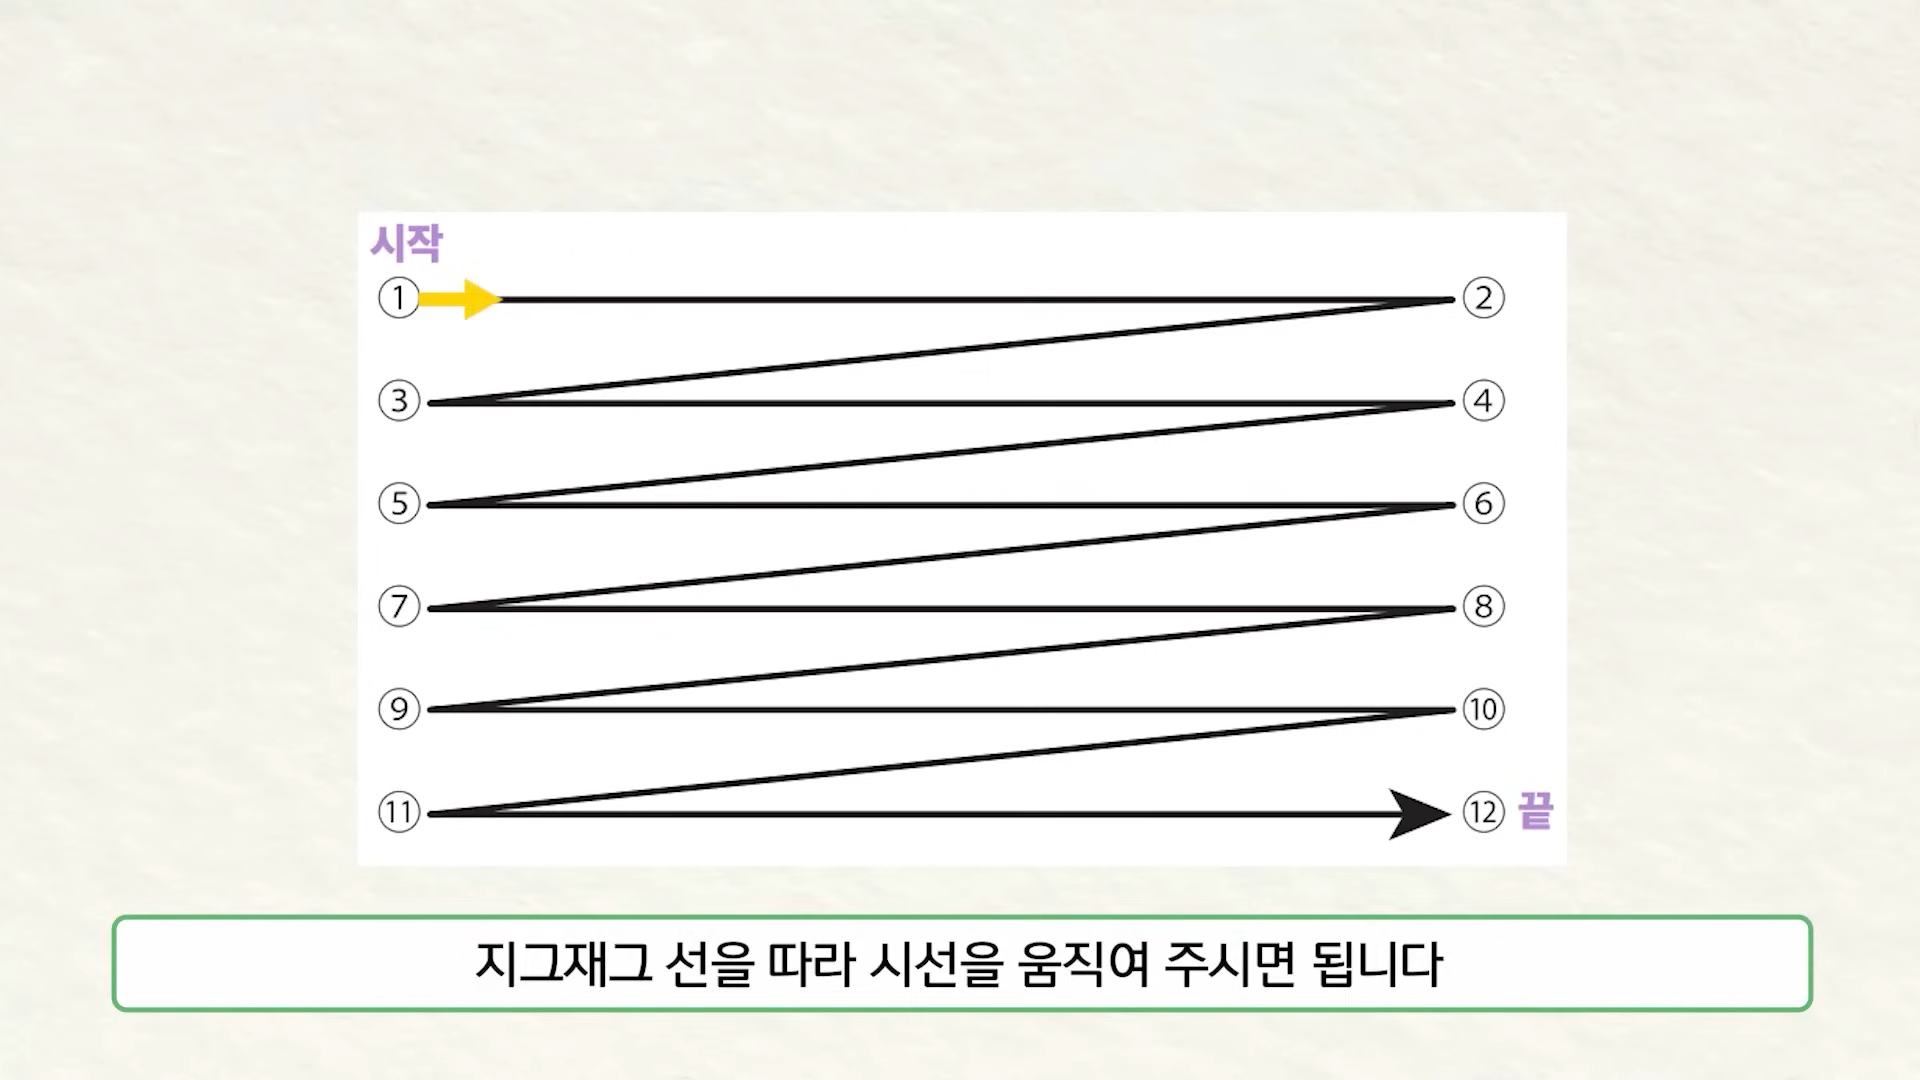 시작
① ②
③ ④
⑤ ⑥
⑦ ⑧
⑨ ⑩
⑪ ⑫ 끝
지그재그 선을 따라 시선을 움직여 주시면 됩니다